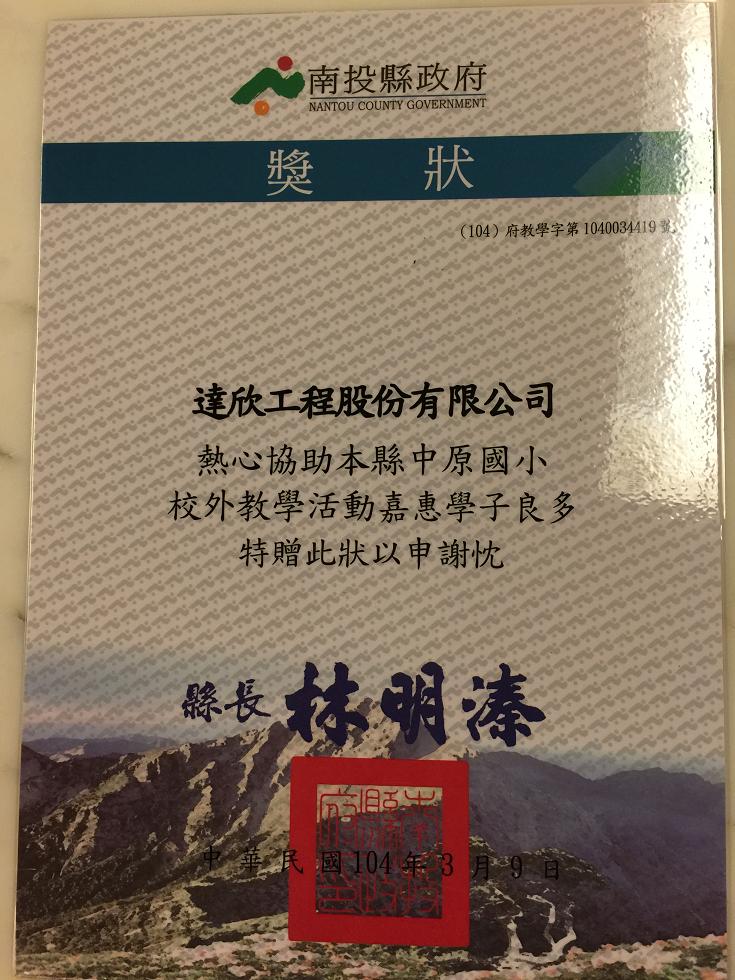 南投縣政府
NANTOU COUNTY GOVERNMENT
獎狀
（104）府教學字第1040034419號
達欣工程股份有限公司
熱心協助本縣中原國小
校外教學活動嘉惠學子良多
特贈此狀以申謝忱
縣長 林明溱
中華民國104年3月9日